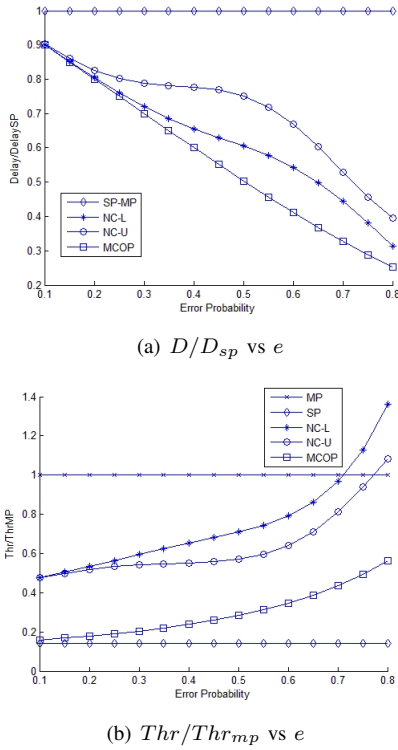 1
0.9
0.8
0.7
0.6
0.5
0.4
0.3
0.2
Delay/DelaySP
SP-MP
NC-L
NC-U
MCOP
0.1 0.2 0.3 0.4 0.5 0.6 0.7 0.8
Error Probability
(a) D/D_{sp} vs e
1.4
1.2
1
0.8
0.6
0.4
0.2
0
Thr/ThrMP
MP
SP
NC-L
NC-U
MCOP
0.1 0.2 0.3 0.4 0.5 0.6 0.7 0.8
Error Probability
(b) Thr/Thr_{mp} vs e